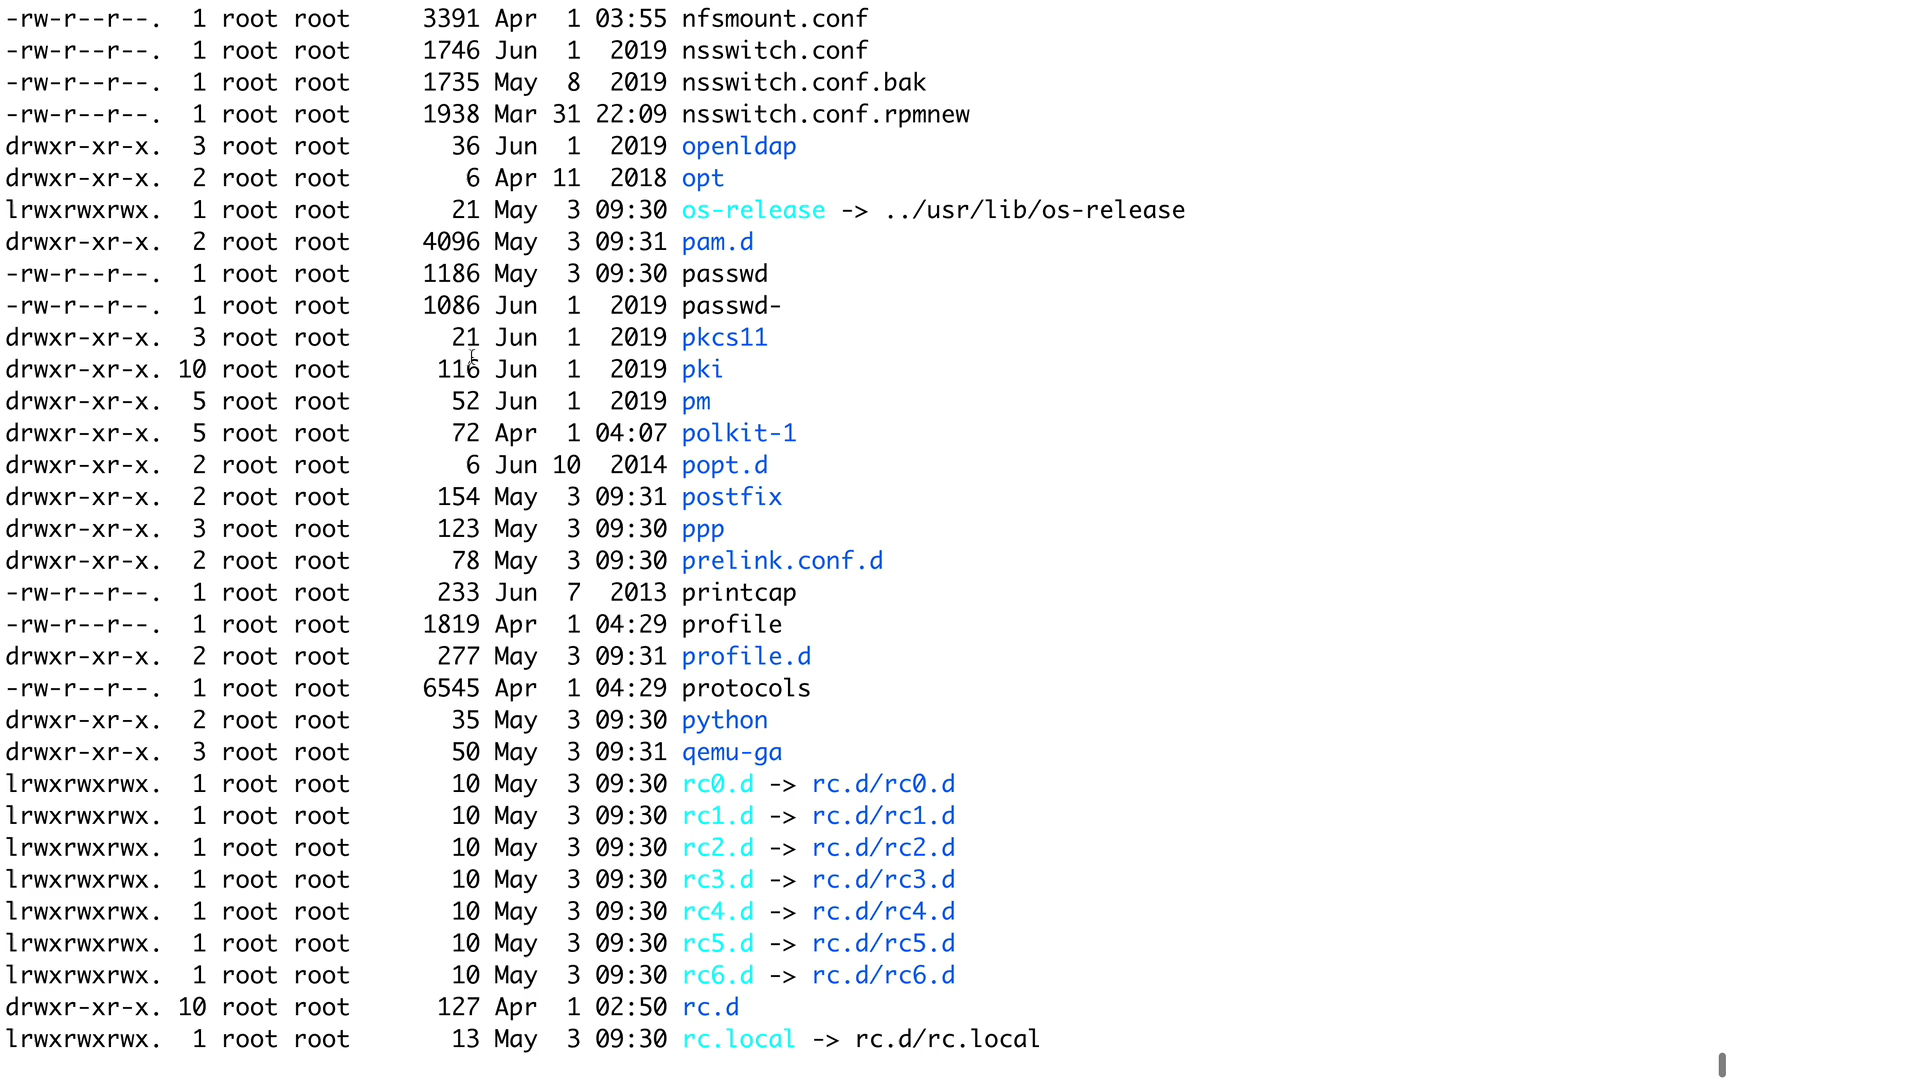 -rw-r--r--.  1 root root     3391 Apr  1 03:55 nfsmount.conf
-rw-r--r--.  1 root root     1746 Jun  1  2019 nsswitch.conf
-rw-r--r--.  1 root root     1735 May  8  2019 nsswitch.conf.bak
-rw-r--r--.  1 root root     1938 Mar 31 22:09 nsswitch.conf.rpmnew
drwxr-xr-x.  3 root root       36 Jun  1  2019 openldap
drwxr-xr-x.  2 root root        6 Apr 11  2018 opt
lrwxrwxrwx.  1 root root       21 May  3 09:30 os-release -> ../usr/lib/os-release
drwxr-xr-x.  2 root root     4096 May  3 09:31 pam.d
-rw-r--r--.  1 root root     1186 May  3 09:30 passwd
-rw-r--r--.  1 root root     1086 Jun  1  2019 passwd-
drwxr-xr-x.  3 root root       21 Jun  1  2019 pkcs11
drwxr-xr-x. 10 root root      116 Jun  1  2019 pki
drwxr-xr-x.  5 root root       52 Jun  1  2019 pm
drwxr-xr-x.  5 root root       72 Apr  1 04:07 polkit-1
drwxr-xr-x.  2 root root        6 Jun 10  2014 popt.d
drwxr-xr-x.  2 root root      154 May  3 09:31 postfix
drwxr-xr-x.  3 root root      123 May  3 09:30 ppp
drwxr-xr-x.  2 root root       78 May  3 09:30 prelink.conf.d
-rw-r--r--.  1 root root      233 Jun  7  2013 printcap
-rw-r--r--.  1 root root     1819 Apr  1 04:29 profile
drwxr-xr-x.  2 root root      277 May  3 09:31 profile.d
-rw-r--r--.  1 root root     6545 Apr  1 04:29 protocols
drwxr-xr-x.  2 root root       35 May  3 09:30 python
drwxr-xr-x.  3 root root       50 May  3 09:31 qemu-ga
lrwxrwxrwx.  1 root root       10 May  3 09:30 rc0.d -> rc.d/rc0.d
lrwxrwxrwx.  1 root root       10 May  3 09:30 rc1.d -> rc.d/rc1.d
lrwxrwxrwx.  1 root root       10 May  3 09:30 rc2.d -> rc.d/rc2.d
lrwxrwxrwx.  1 root root       10 May  3 09:30 rc3.d -> rc.d/rc3.d
lrwxrwxrwx.  1 root root       10 May  3 09:30 rc4.d -> rc.d/rc4.d
lrwxrwxrwx.  1 root root       10 May  3 09:30 rc5.d -> rc.d/rc5.d
lrwxrwxrwx.  1 root root       10 May  3 09:30 rc6.d -> rc.d/rc6.d
drwxr-xr-x. 10 root root      127 Apr  1 02:50 rc.d
lrwxrwxrwx.  1 root root       13 May  3 09:30 rc.local -> rc.d/rc.local